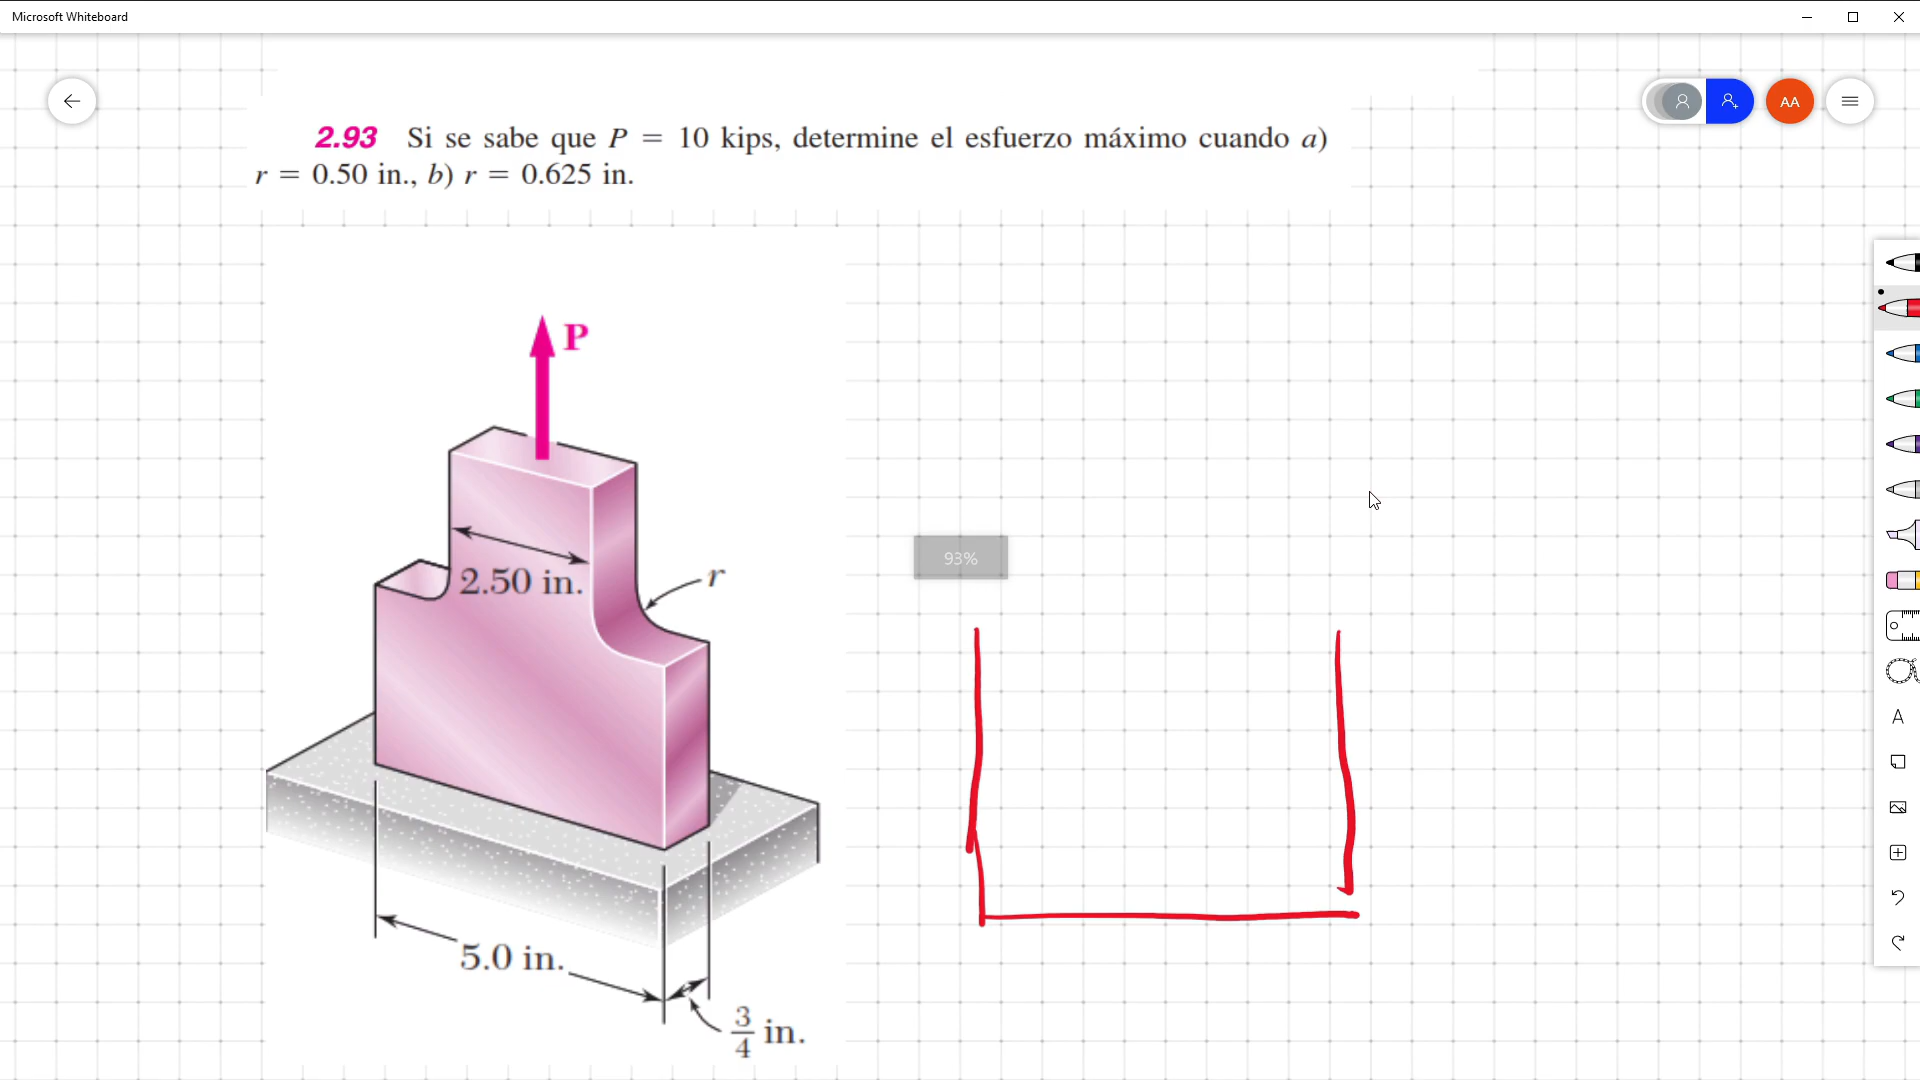 Microsoft Whiteboard
AA
2.93 Si se sabe que P = 10 kips, determine el esfuerzo máximo cuando a)
r = 0.50 in., b) r = 0.625 in.
P
2.50 in.
r
93%
5.0 in.
3/4 in.
A